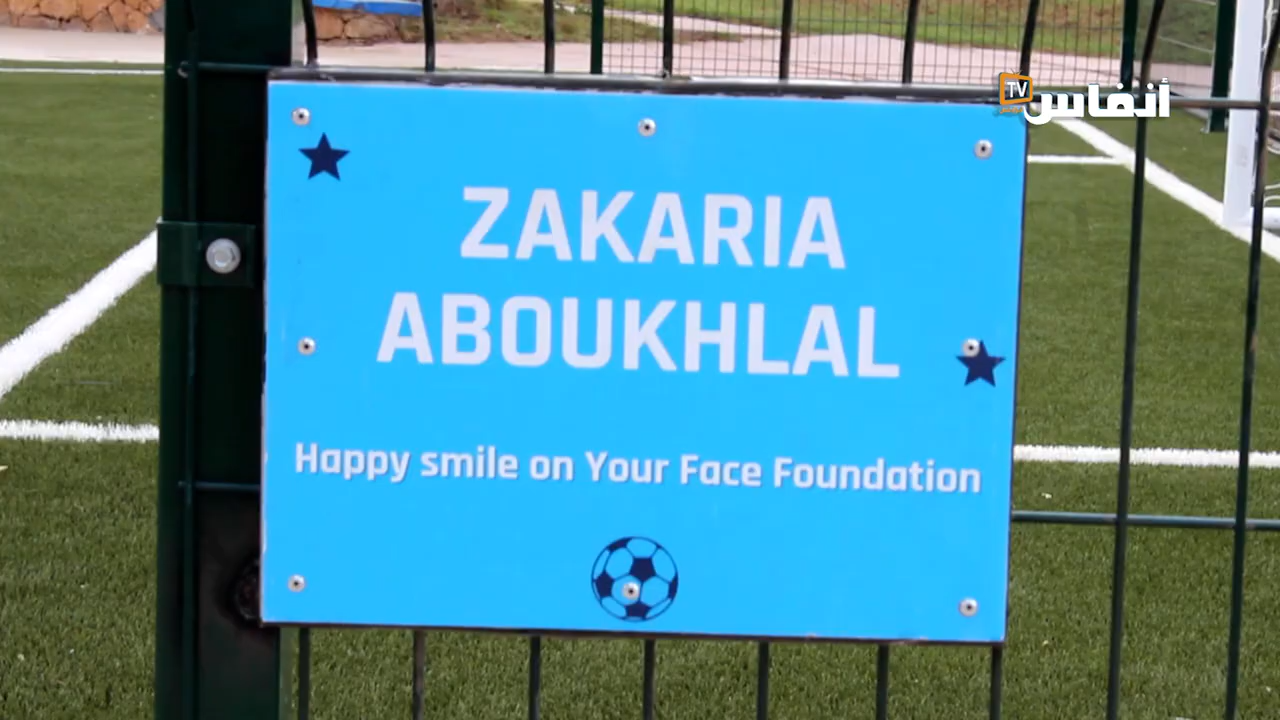 TV أنفاس
ZAKARIA
ABOUKHLAL
Happy smile on Your Face Foundation